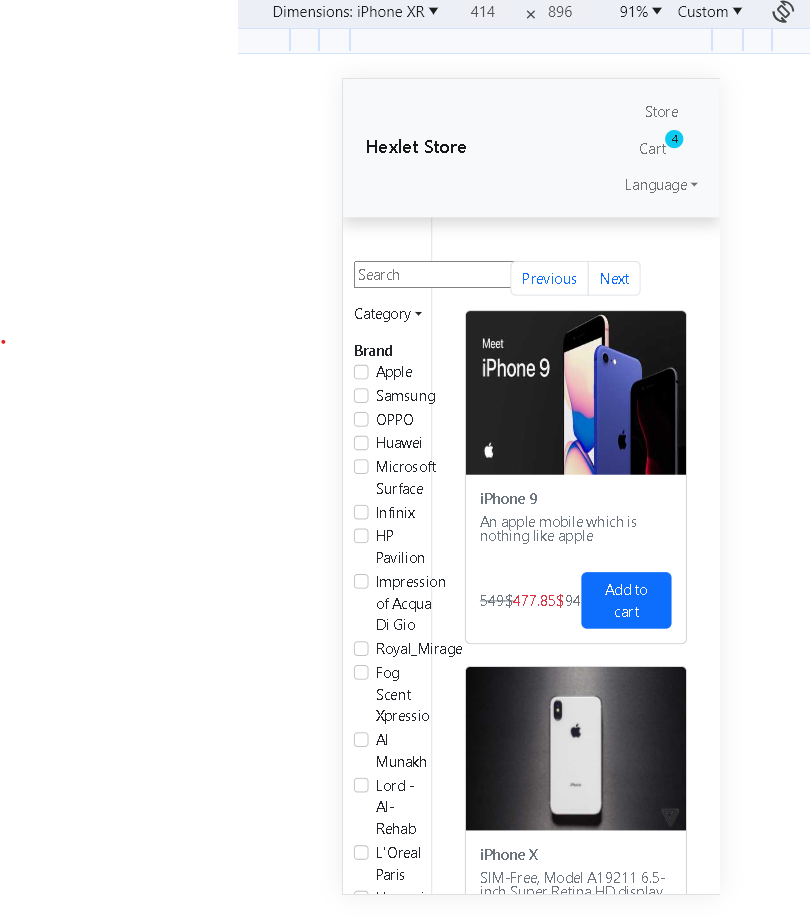 Dimensions: iPhone XR ▼ 414 × 896 91% ▼ Custom ▼
Store
Hexlet Store
Cart 4
Language
Search
Previous Next
Category
Brand
Apple
Samsung
OPPO
Huawei
Microsoft
Surface
Infinix
HP
Pavilion
Impression
of Acqua
Di Gio
Royal_Mirage
Fog
Scent
Xpressio
Al
Munakh
Lord -
Al-
Rehab
L'Oreal
Paris
Meet
iPhone 9
iPhone 9
An apple mobile which is
nothing like apple
549$477.85$94
Add to
cart
iPhone
iPhone X
SIM-Free, Model A19211 6.5-
inch Super Retina HD display